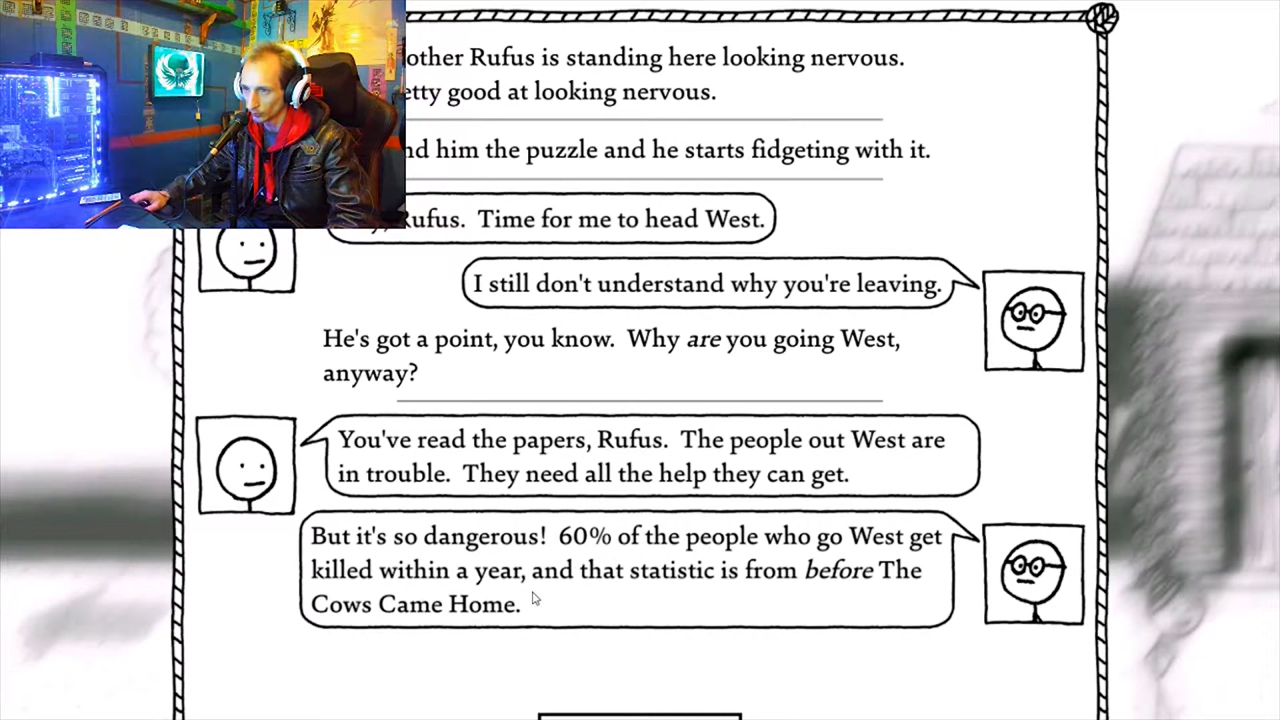 other Rufus is standing here looking nervous.
etty good at looking nervous.
nd him the puzzle and he starts fidgeting with it.
Rufus. Time for me to head West.
I still don't understand why you're leaving.
He's got a point, you know. Why are you going West,
anyway?
You've read the papers, Rufus. The people out West are
in trouble. They need all the help they can get.
But it's so dangerous! 60% of the people who go West get
killed within a year, and that statistic is from before The
Cows Came Home.